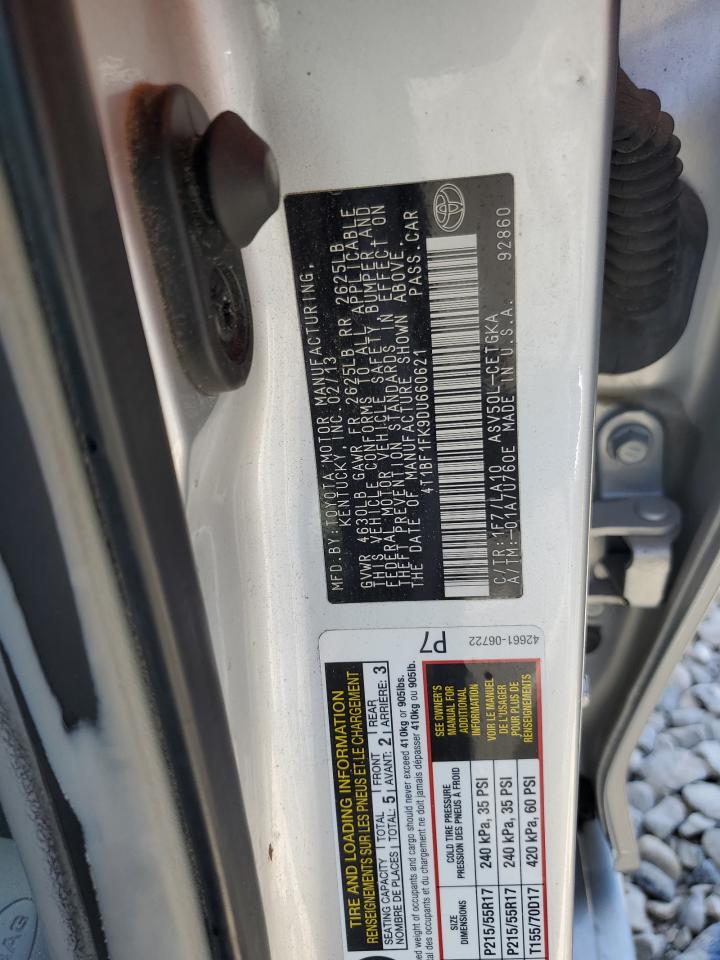 MFD.BY:TOYOTA MOTOR MANUFACTURING,
KENTUCKY, INC. 02/13
GVWR 4630LB GAWR FR 2625LB RR 2625LB
THIS VEHICLE CONFORMS TO ALL APPLICABLE
FEDERAL MOTOR VEHICLE SAFETY, BUMPER, AND
THEFT PREVENTION STANDARDS IN EFFECT ON
THE DATE OF MANUFACTURE SHOWN ABOVE.
4T1BF1FK9DU660621 PASS.CAR
C/TR:1F7/LA10 ASV50L-CETGKA
A/TM:-01A/U760E MADE IN U.S.A. 92860
P7
42661-06722
TIRE AND LOADING INFORMATION
RENSEIGNEMENTS SUR LES PNEUS ET LE CHARGEMENT
SEATING CAPACITY TOTAL 5 FRONT 2 REAR 3
NOMBRE DE PLACES TOTAL: AVANT: ARRIÈRE:
weight of occupants and cargo should never exceed 410kg or 905lbs.
total des occupants et du chargement ne doit jamais dépasser 410kg ou 905lb.
SIZE
DIMENSIONS
COLD TIRE PRESSURE
PRESSION DES PNEUS À FROID
P215/55R17 240 kPa, 35 PSI
P215/55R17 240 kPa, 35 PSI
T155/70D17 420 kPa, 60 PSI
SEE OWNER'S
MANUAL FOR
ADDITIONAL
INFORMATION
VOIR LE MANUEL
DE L'USAGER
POUR PLUS DE
RENSEIGNEMENTS